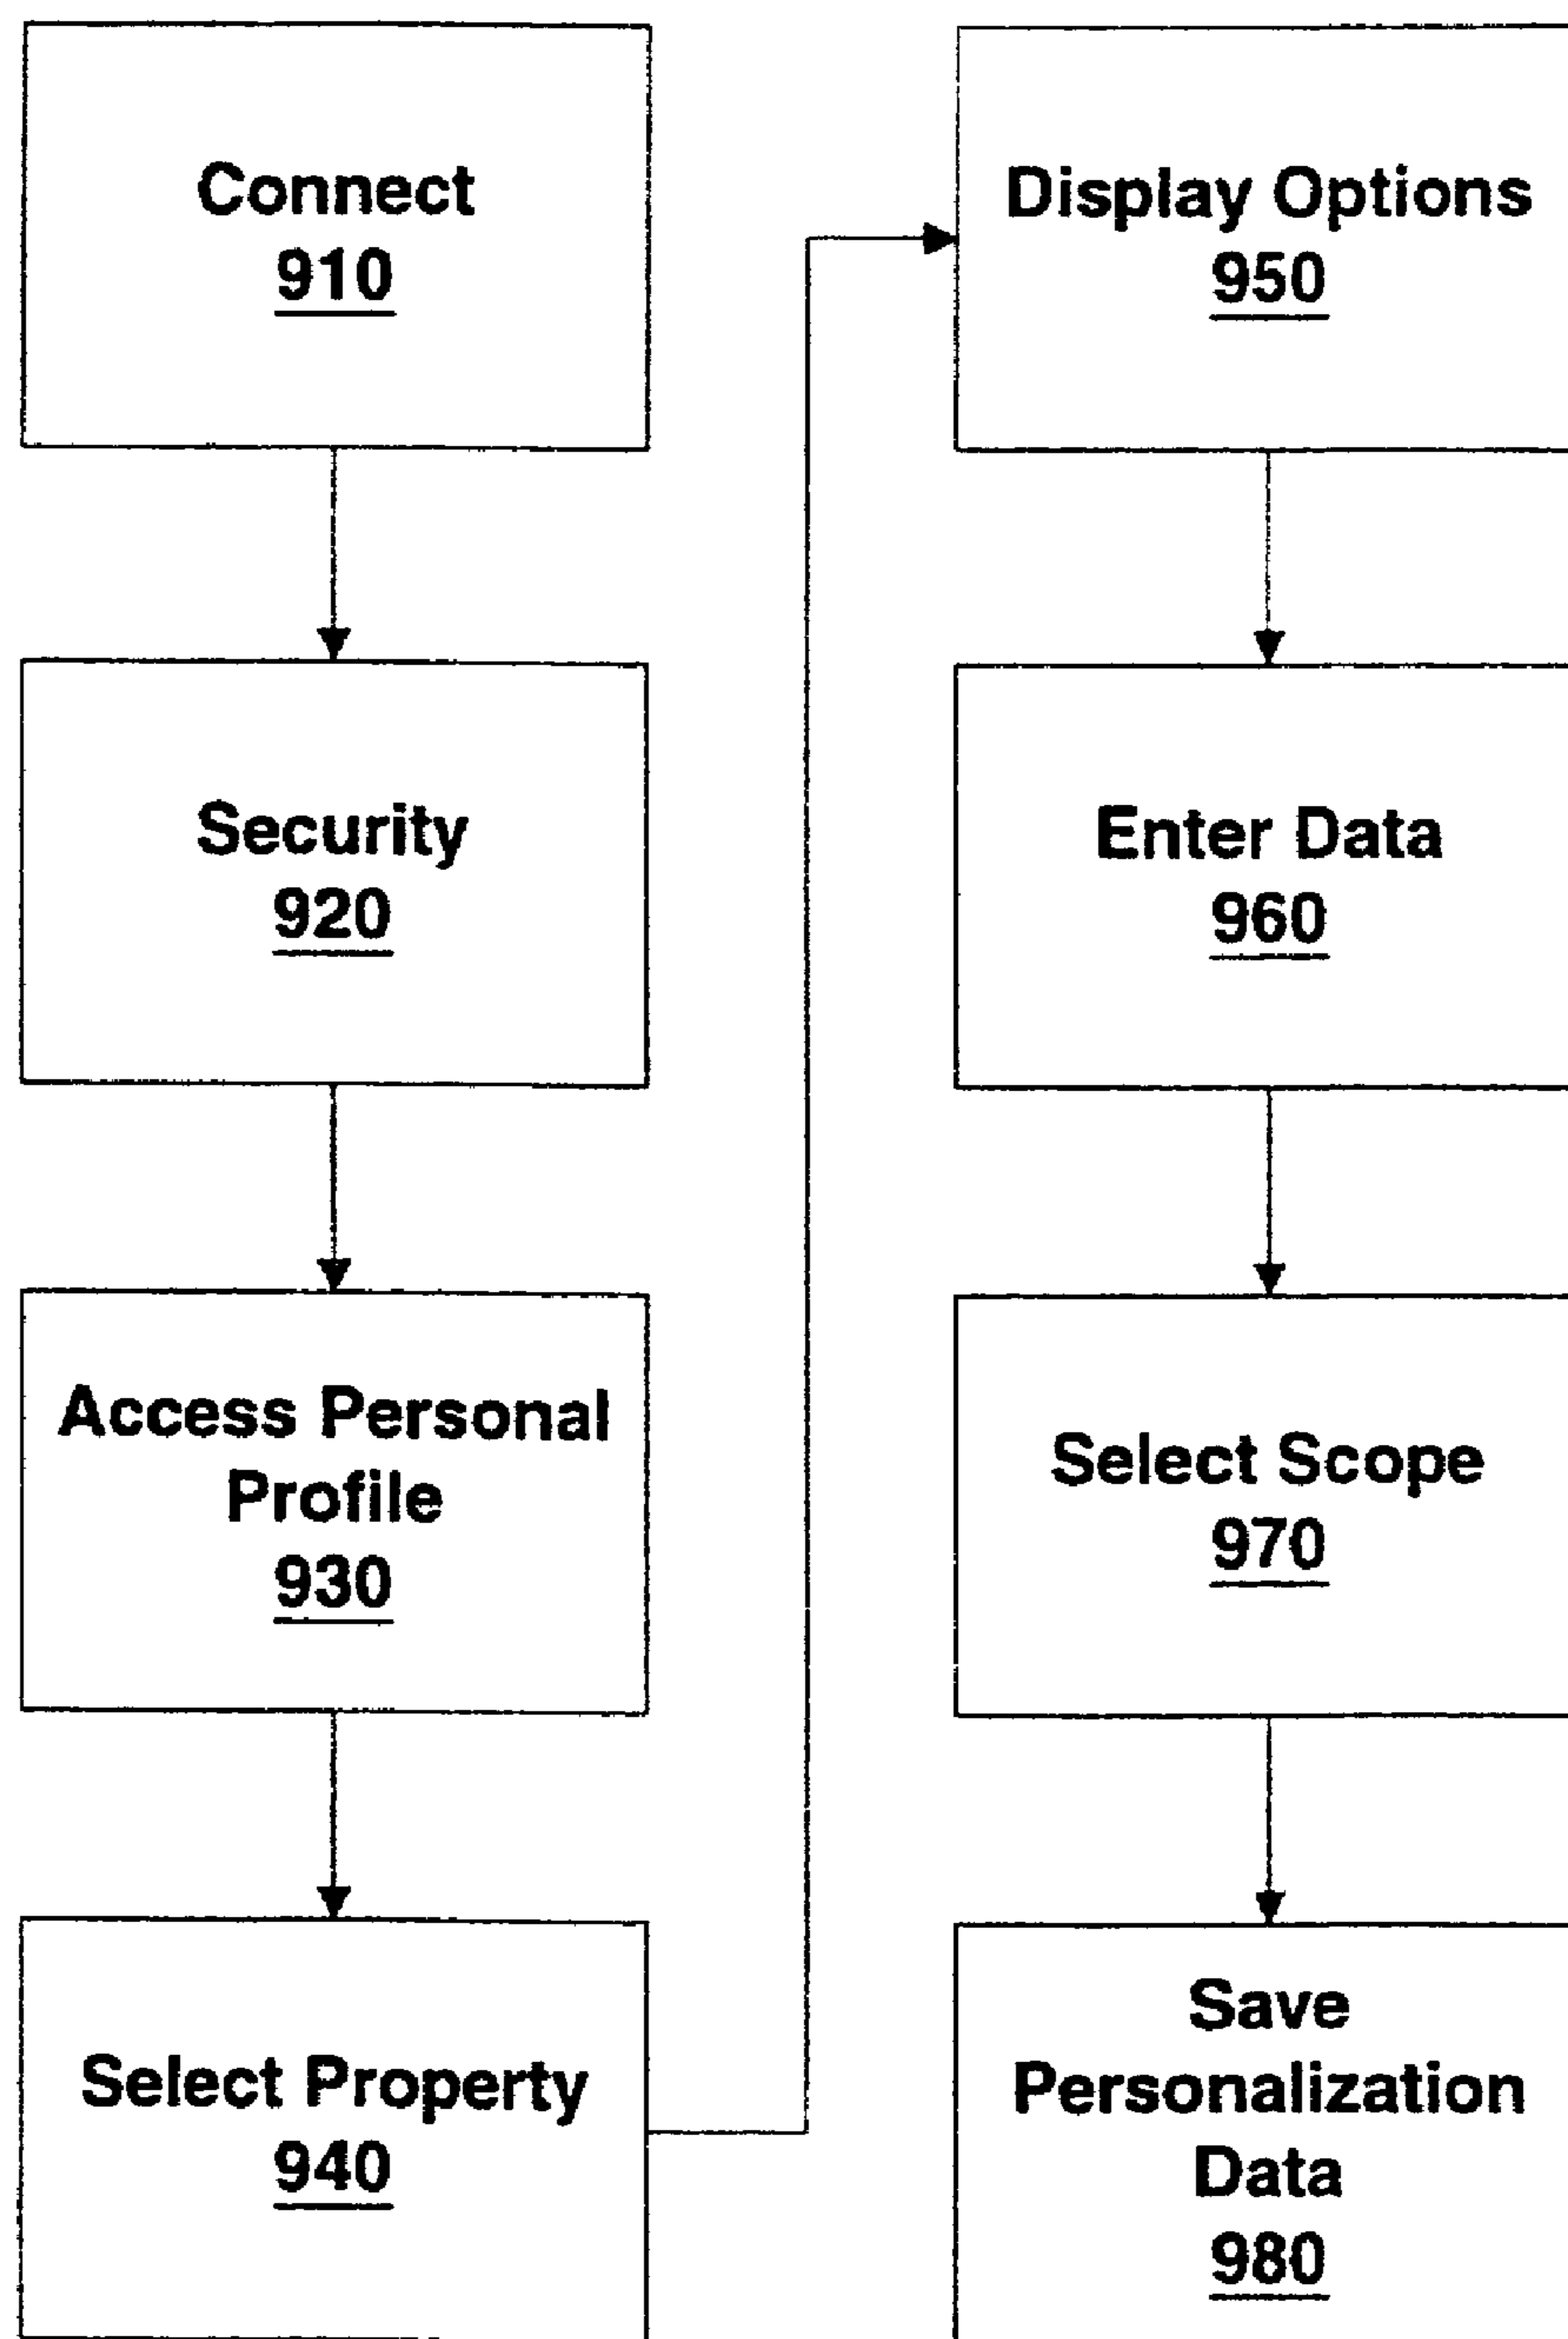 Connect
910
Security
920
Access Personal
Profile
930
Select Property
940
Display Options
950
Enter Data
960
Select Scope
970
Save
Personalization
Data
980